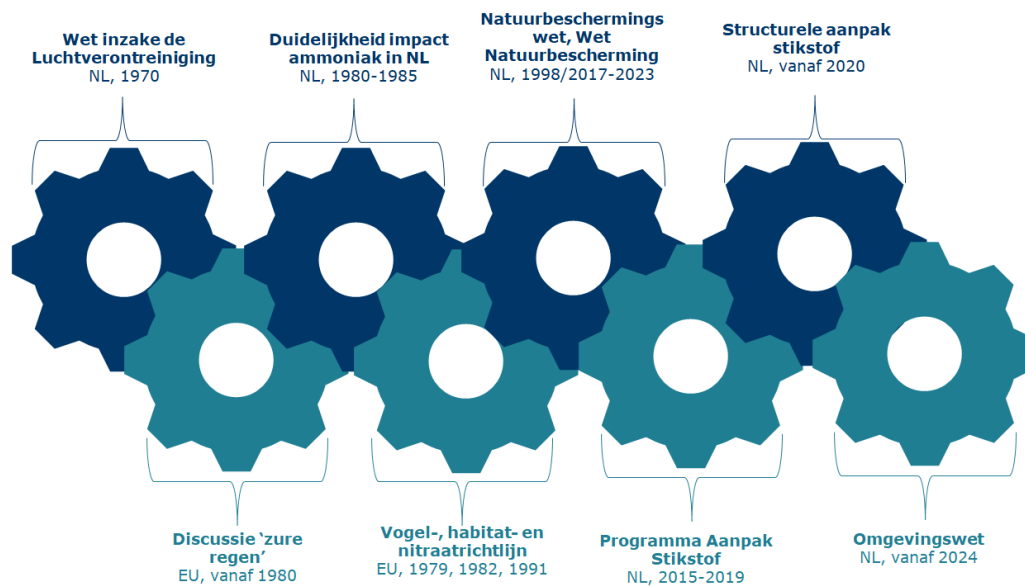 Wet inzake de
Luchtverontreiniging
NL, 1970
Duidelijkheid impact
ammoniak in NL
NL, 1980-1985
Natuurbeschermings
wet, Wet
Natuurbescherming
NL, 1998/2017-2023
Structurele aanpak
stikstof
NL, vanaf 2020
Discussie ‘zure
regen’
EU, vanaf 1980
Vogel-, habitat- en
nitraatrichtlijn
EU, 1979, 1982, 1991
Programma Aanpak
Stikstof
NL, 2015-2019
Omgevingswet
NL, vanaf 2024